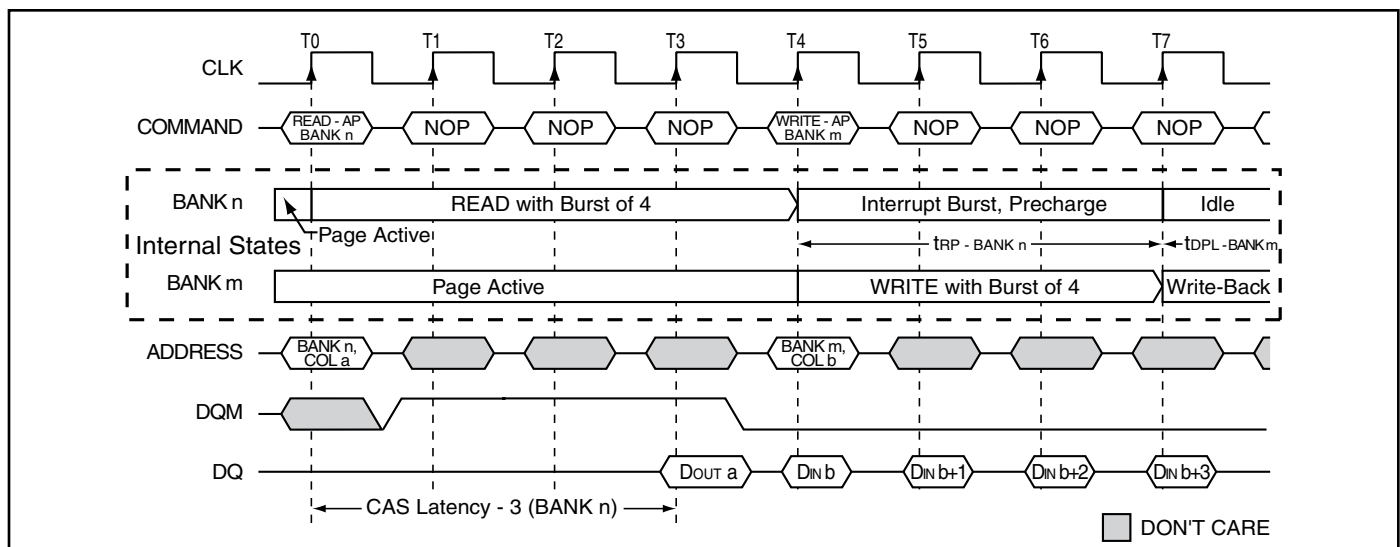 T0 T1 T2 T3 T4 T5 T6 T7
CLK
COMMAND READ - AP BANK n NOP NOP NOP WRITE - AP BANK m NOP NOP NOP
BANK n READ with Burst of 4 Interrupt Burst, Precharge Idle
Internal States Page Active tRP - BANK n tDPL - BANK m
BANK m Page Active WRITE with Burst of 4 Write-Back
ADDRESS BANK n, COL a BANK m, COL b
DQM
DQ DOUT a DIN b DIN b+1 DIN b+2 DIN b+3
CAS Latency - 3 (BANK n)
DON'T CARE